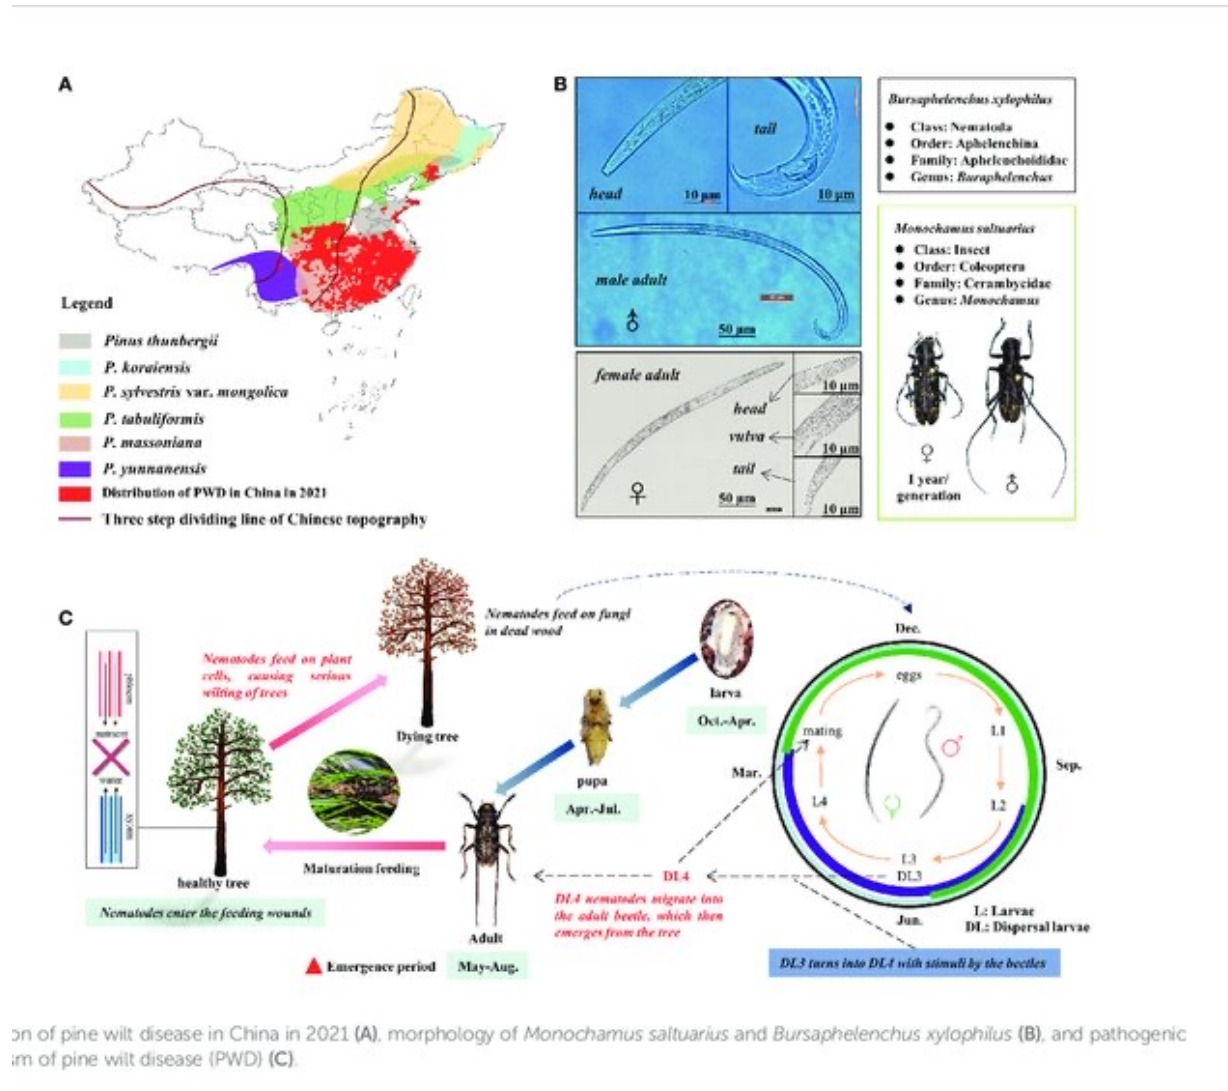 A
Legend
Pinus thunbergii
P. koraiensis
P. sylvestris var. mongolica
P. tabuliformis
P. massoniana
P. yunnanensis
Distribution of PWD in China in 2021
Three step dividing line of Chinese topography
B
head
10 µm
tail
10 µm
male adult
50 µm
female adult
head
vulva
tail
50 µm
10 µm
10 µm
10 µm
Bursaphelenchus xylophilus
Class: Nematoda
Order: Aphelenchina
Family: Aphelenchoididae
Genus: Buraphelenchus
Monochamus saltuarius
Class: Insect
Order: Coleoptera
Family: Cerambycidae
Genus: Monochamus
♀
♂
1 year/
generation
C
phloem
nutrient
water
xylem
Nematodes feed on plant
cells, causing serious
wilting of trees
healthy tree
Nematodes enter the feeding wounds
Dying tree
Nematodes feed on fungi
in dead wood
Maturation feeding
larva
Oct.-Apr.
pupa
Apr.-Jul.
Adult
May-Aug.
Emergence period
DL4
DL4 nematodes migrate into
the adult beetle, which then
emerges from the tree
Dec.
Sep.
Jun.
Mar.
eggs
L1
L2
L3
DL3
L4
mating
L: Larvae
DL: Dispersal larvae
DL3 turns into DL4 with stimuli by the beetles
on of pine wilt disease in China in 2021 (A), morphology of Monochamus saltuarius and Bursaphelenchus xylophilus (B), and pathogenic
sm of pine wilt disease (PWD) (C).